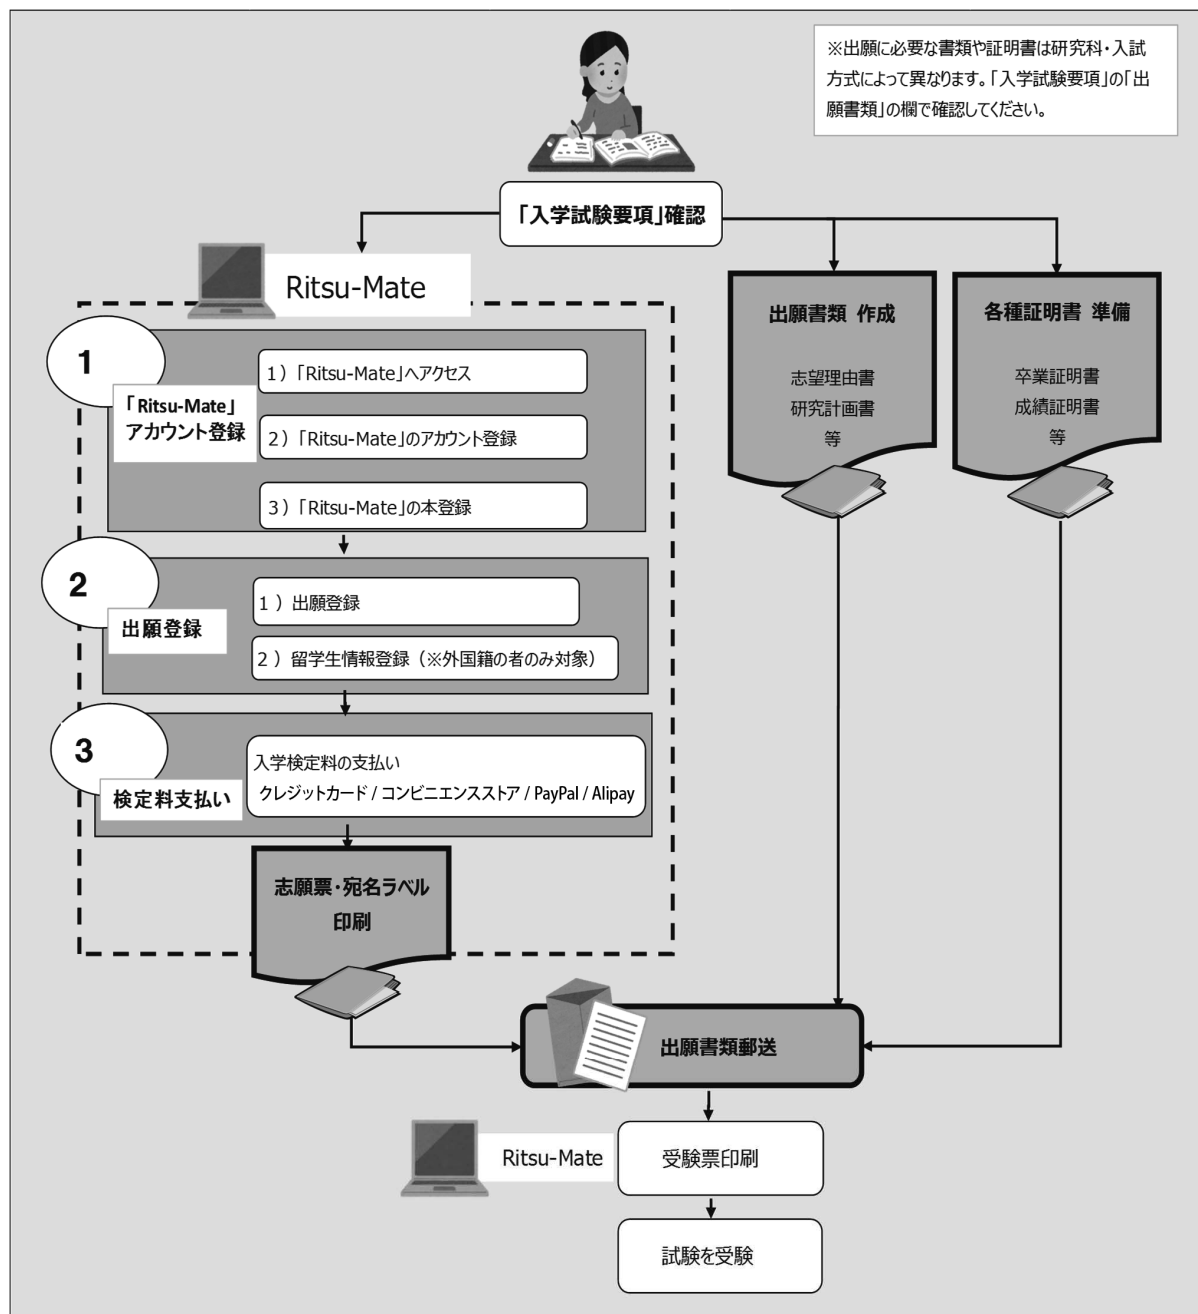 ※出願に必要な書類や証明書は研究科・入試
方式によって異なります。「入学試験要項」の「出
願書類」の欄で確認してください。
「入学試験要項」確認
Ritsu-Mate
1
「Ritsu-Mate」
アカウント登録
1）「Ritsu-Mate」へアクセス
2）「Ritsu-Mate」のアカウント登録
3）「Ritsu-Mate」の本登録
2
出願登録
1）出願登録
2）留学生情報登録（※外国籍の者のみ対象）
3
検定料支払い
入学検定料の支払い
クレジットカード / コンビニエンスストア / PayPal / Alipay
志願票・宛名ラベル
印刷
出願書類 作成
志望理由書
研究計画書
等
各種証明書 準備
卒業証明書
成績証明書
等
出願書類郵送
Ritsu-Mate
受験票印刷
試験を受験